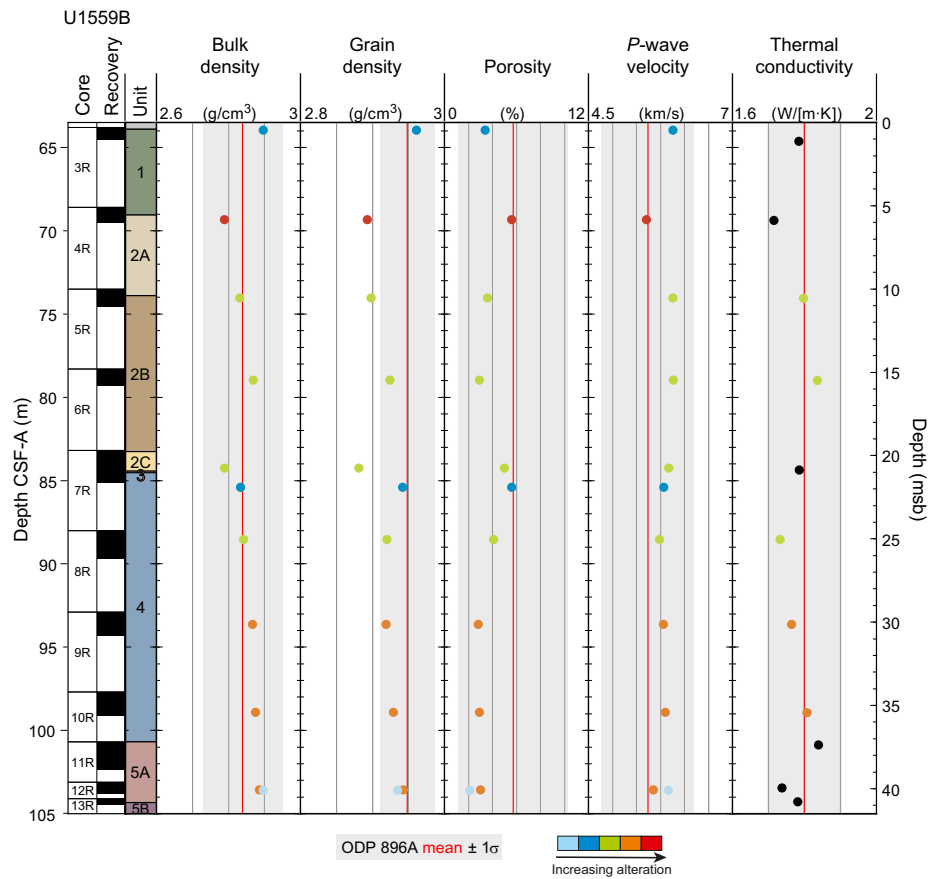 U1559B
Core
Recovery
Unit
Bulk
density
(g/cm3)
2.6 3
Grain
density
(g/cm3)
2.8 3
Porosity
(%)
0 12
P-wave
velocity
(km/s)
4.5 7
Thermal
conductivity
(W/[m·K])
1.6 2
Depth CSF-A (m)
65
70
75
80
85
90
95
100
105
3R
4R
5R
6R
7R
8R
9R
10R
11R
12R
13R
1
2A
2B
2C
3
4
5A
5B
0
5
10
15
20
25
30
35
40
Depth (msb)
ODP 896A mean ± 1σ
Increasing alteration